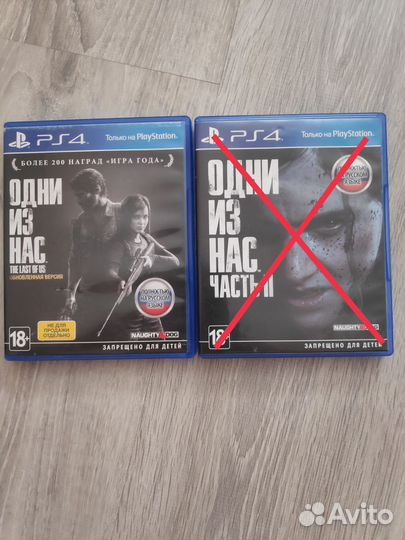 PS4
Только на PlayStation.
БОЛЕЕ 200 НАГРАД «ИГРА ГОДА»
ОДНИ
ИЗ
НАС
THE LAST OF US
ОБНОВЛЕННАЯ ВЕРСИЯ
ПОЛНОСТЬЮ
НА РУССКОМ
ЯЗЫКЕ
НЕ ДЛЯ
ПРОДАЖИ
ОТДЕЛЬНО
18+
NAUGHTY DOG
ЗАПРЕЩЕНО ДЛЯ ДЕТЕЙ
PS4
Только на PlayStation.
ПОЛНОСТЬЮ
НА РУССКОМ
ЯЗЫКЕ
ОДНИ
ИЗ
НАС
ЧАСТЬ II
18+
NAUGHTY DOG
ЗАПРЕЩЕНО ДЛЯ ДЕТЕЙ
Avito